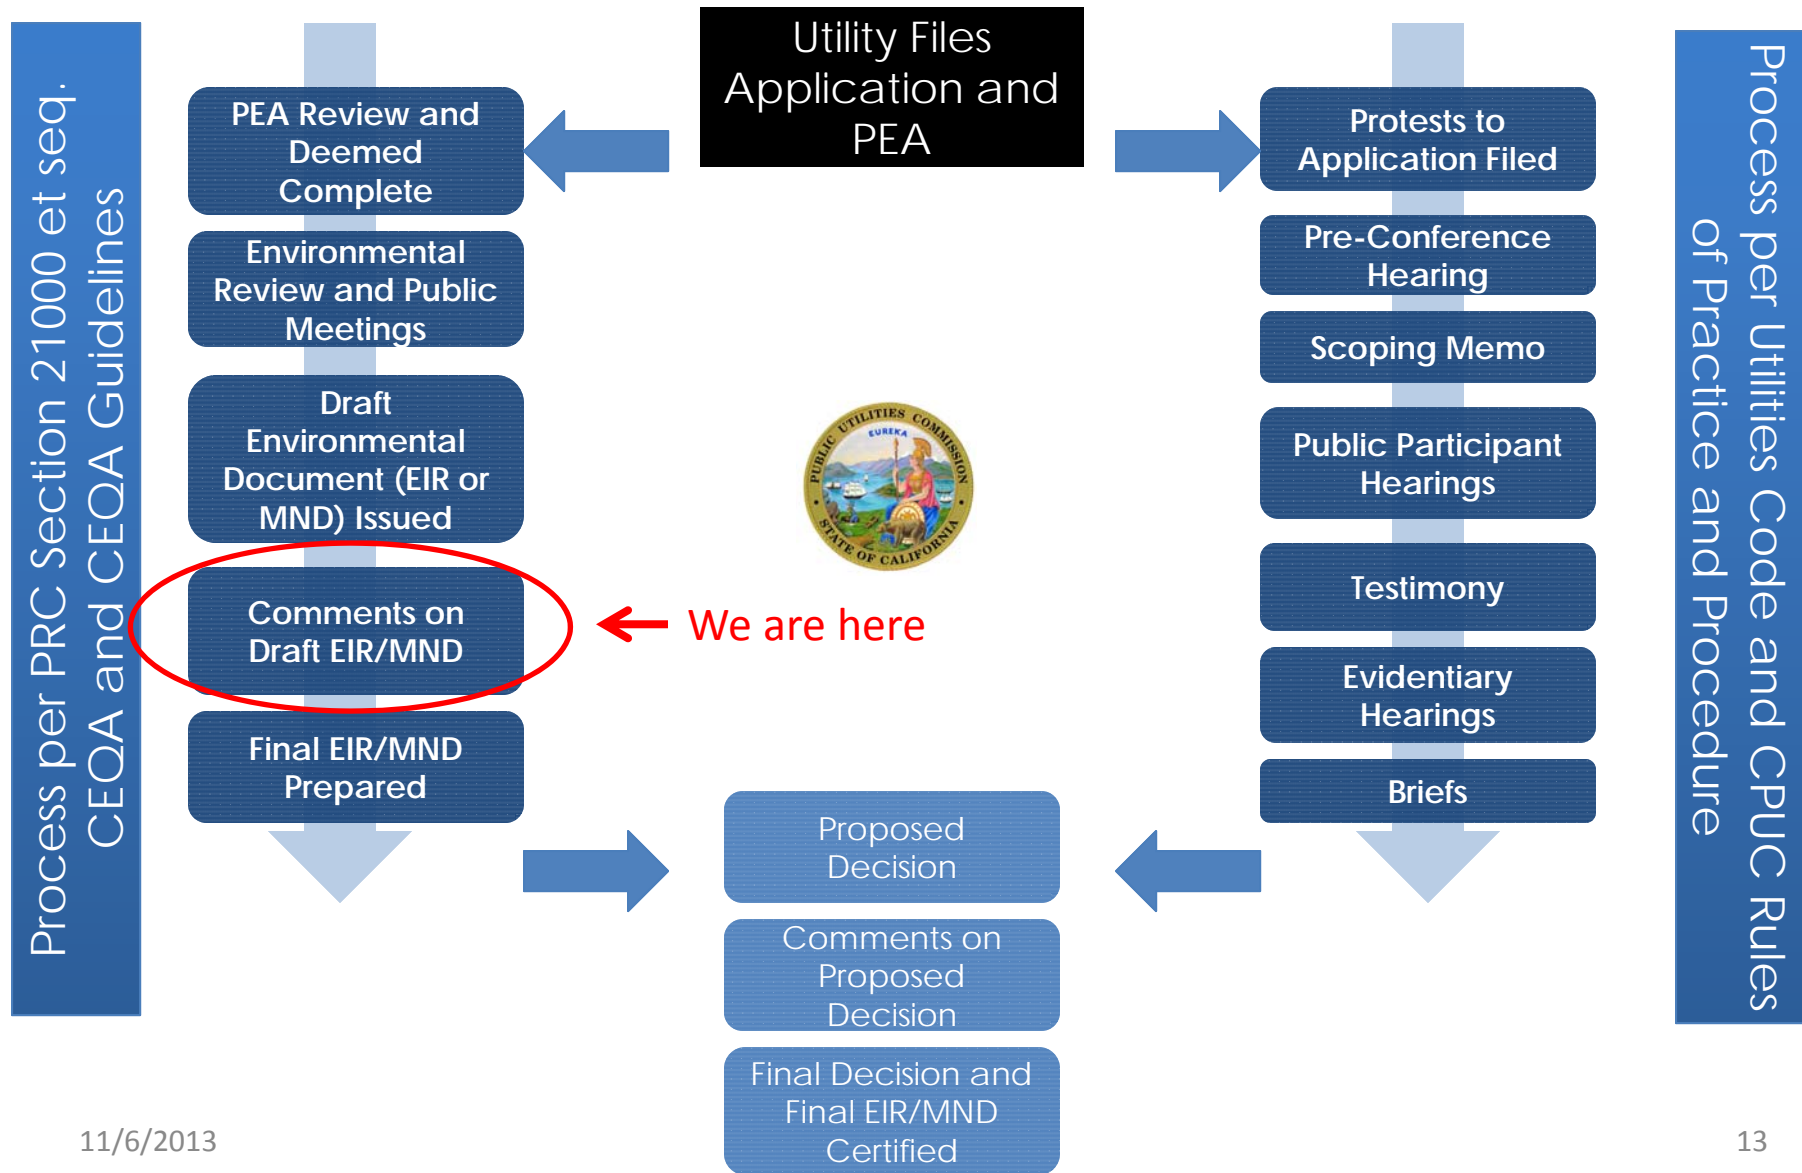 Process per PRC Section 21000 et seq.
CEQA and CEQA Guidelines
Utility Files
Application and
PEA
PEA Review and
Deemed
Complete
Environmental
Review and Public
Meetings
Draft
Environmental
Document (EIR or
MND) Issued
Comments on
Draft EIR/MND
Final EIR/MND
Prepared
PUBLIC UTILITIES COMMISSION
EUREKA
STATE OF CALIFORNIA
We are here
Protests to
Application Filed
Pre-Conference
Hearing
Scoping Memo
Public Participant
Hearings
Testimony
Evidentiary
Hearings
Briefs
Process per Utilities Code and CPUC Rules
of Practice and Procedure
Proposed
Decision
Comments on
Proposed
Decision
Final Decision and
Final EIR/MND
Certified
11/6/2013
13